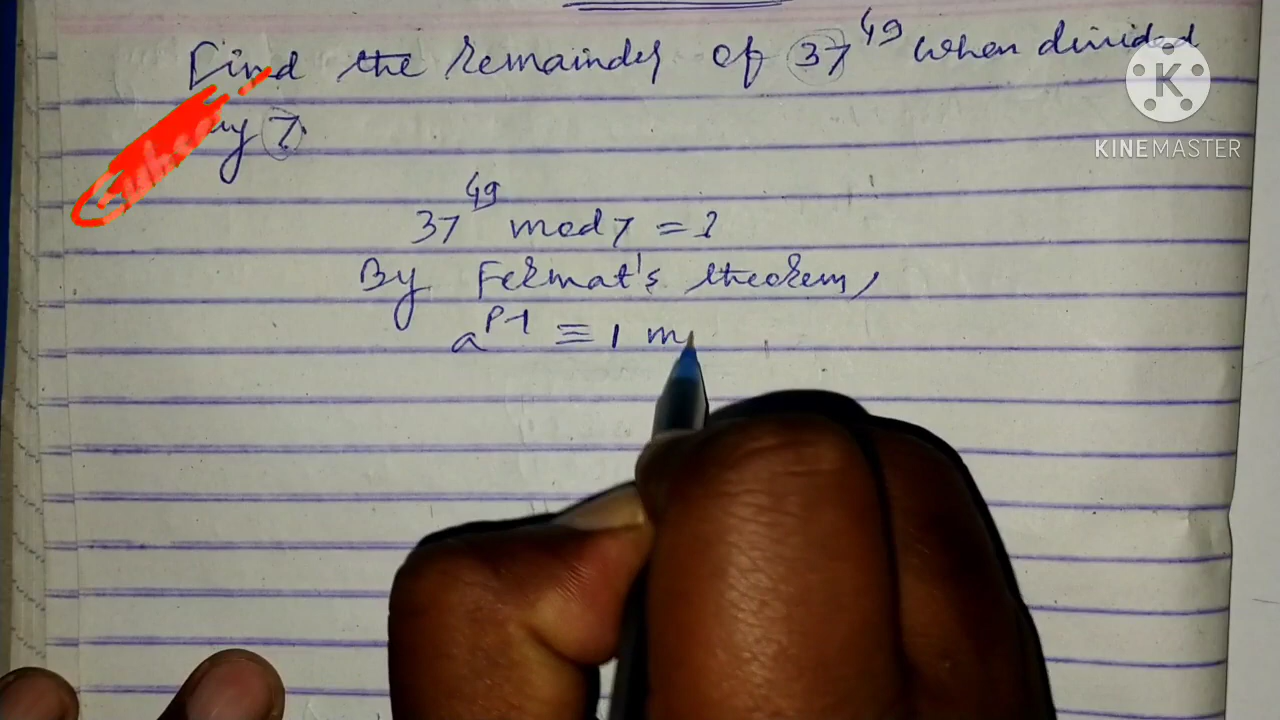 Find the remainder of 37^49 when divided
by 7.
37^49 mod 7 = ?
By Fermat's theorem,
a^p-1 ≡ 1 m
K
KINEMASTER